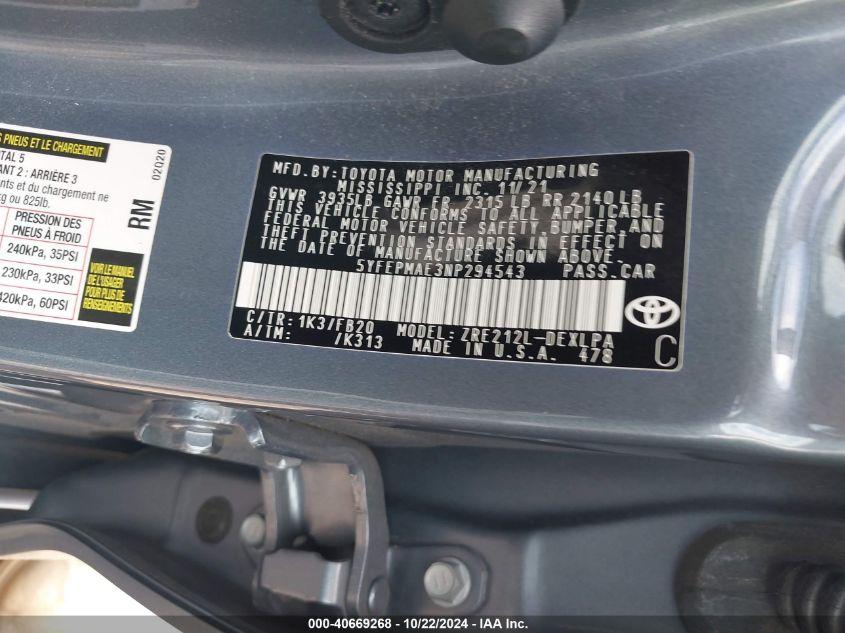 S PNEUS ET LE CHARGEMENT
TAL 5
ANT 2 : ARRIÈRE 3
ents et du chargement ne
kg ou 825lb.
PRESSION DES
PNEUS À FROID
240kPa, 35PSI
230kPa, 33PSI
420kPa, 60PSI
VOIR LE MANUEL
DE L'USAGER
POUR PLUS DE
RENSEIGNEMENTS
RM
02020
MFD. BY: TOYOTA MOTOR MANUFACTURING
MISSISSIPPI INC. 11/21
GVWR 3935LB GAWR FR 2315 LB RR 2140 LB
THIS VEHICLE CONFORMS TO ALL APPLICABLE
FEDERAL MOTOR VEHICLE SAFETY, BUMPER, AND
THEFT PREVENTION STANDARDS IN EFFECT ON
THE DATE OF MANUFACTURE SHOWN ABOVE.
5YFEPMAE3NP294543 PASS. CAR
C/TR: 1K3/FB20 MODEL: ZRE212L-DEXLPA
A/TM: /K313 MADE IN U.S.A. 478
C
000-40669268 - 10/22/2024 - IAA Inc.